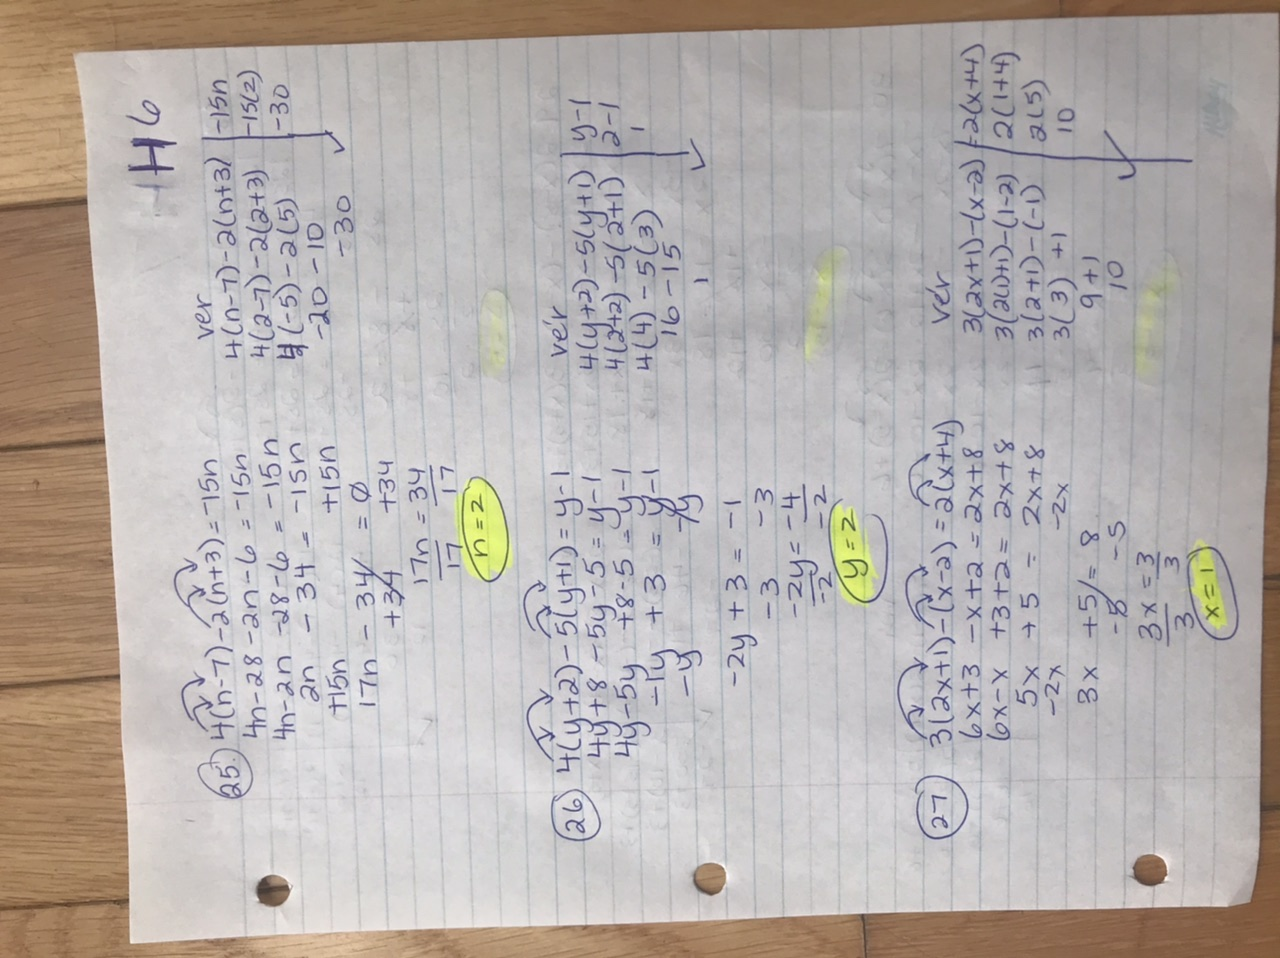 H6
25. 4(n-7)-2(n+3)=-15n
4n-28-2n-6=-15n
4n-2n-28-6=-15n
2n -34 = -15n
+15n +15n
17n - 34 = 0
+34 +34
17n = 34
17 17
n=2
ver
4(n-7)-2(n+3) -15n
4(2-7)-2(2+3) -15(2)
4(-5)-2(5) -30
-20-10
-30
26 4(y+2)-5(y+1)=y-1
4y+8-5y-5=y-1
4y-5y +8-5=y-1
-1y +3 = y-1
-y -y
-2y+3=-1
-3 -3
-2y=-4
-2 -2
y=2
vér
4(y+2)-5(y+1) y-1
4(2+2)-5(2+1) 2-1
4(4)-5(3) 1
16-15
1
27 3(2x+1)-(x-2)=2(x+4)
6x+3-x+2=2x+8
6x-x+3+2=2x+8
5x +5 = 2x+8
-2x -2x
3x +5=8
-5 -5
3x=3
3 3
x=1
vér
3(2x+1)-(x-2) =2(x+4)
3(2(1)+1)-(1-2) 2(1+4)
3(2+1)-(-1) 2(5)
3(3)+1 10
9+1
10